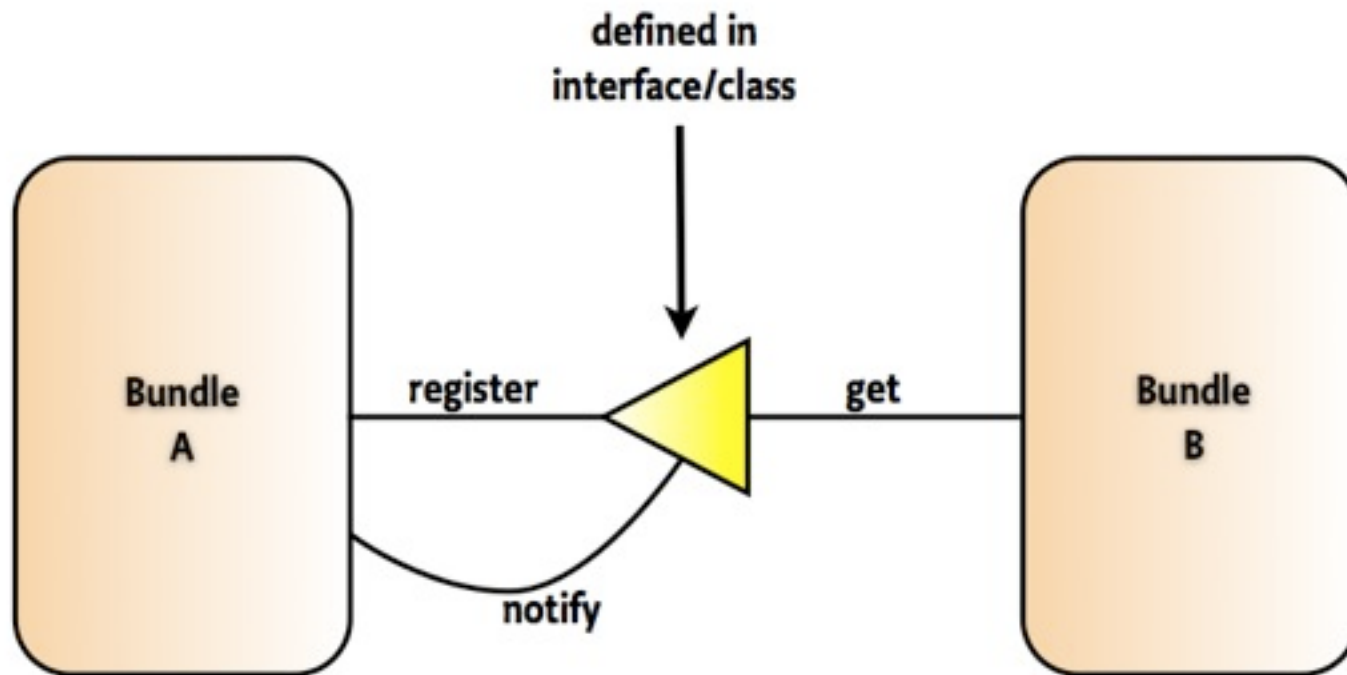 defined in
interface/class
Bundle
A
register
get
Bundle
B
notify